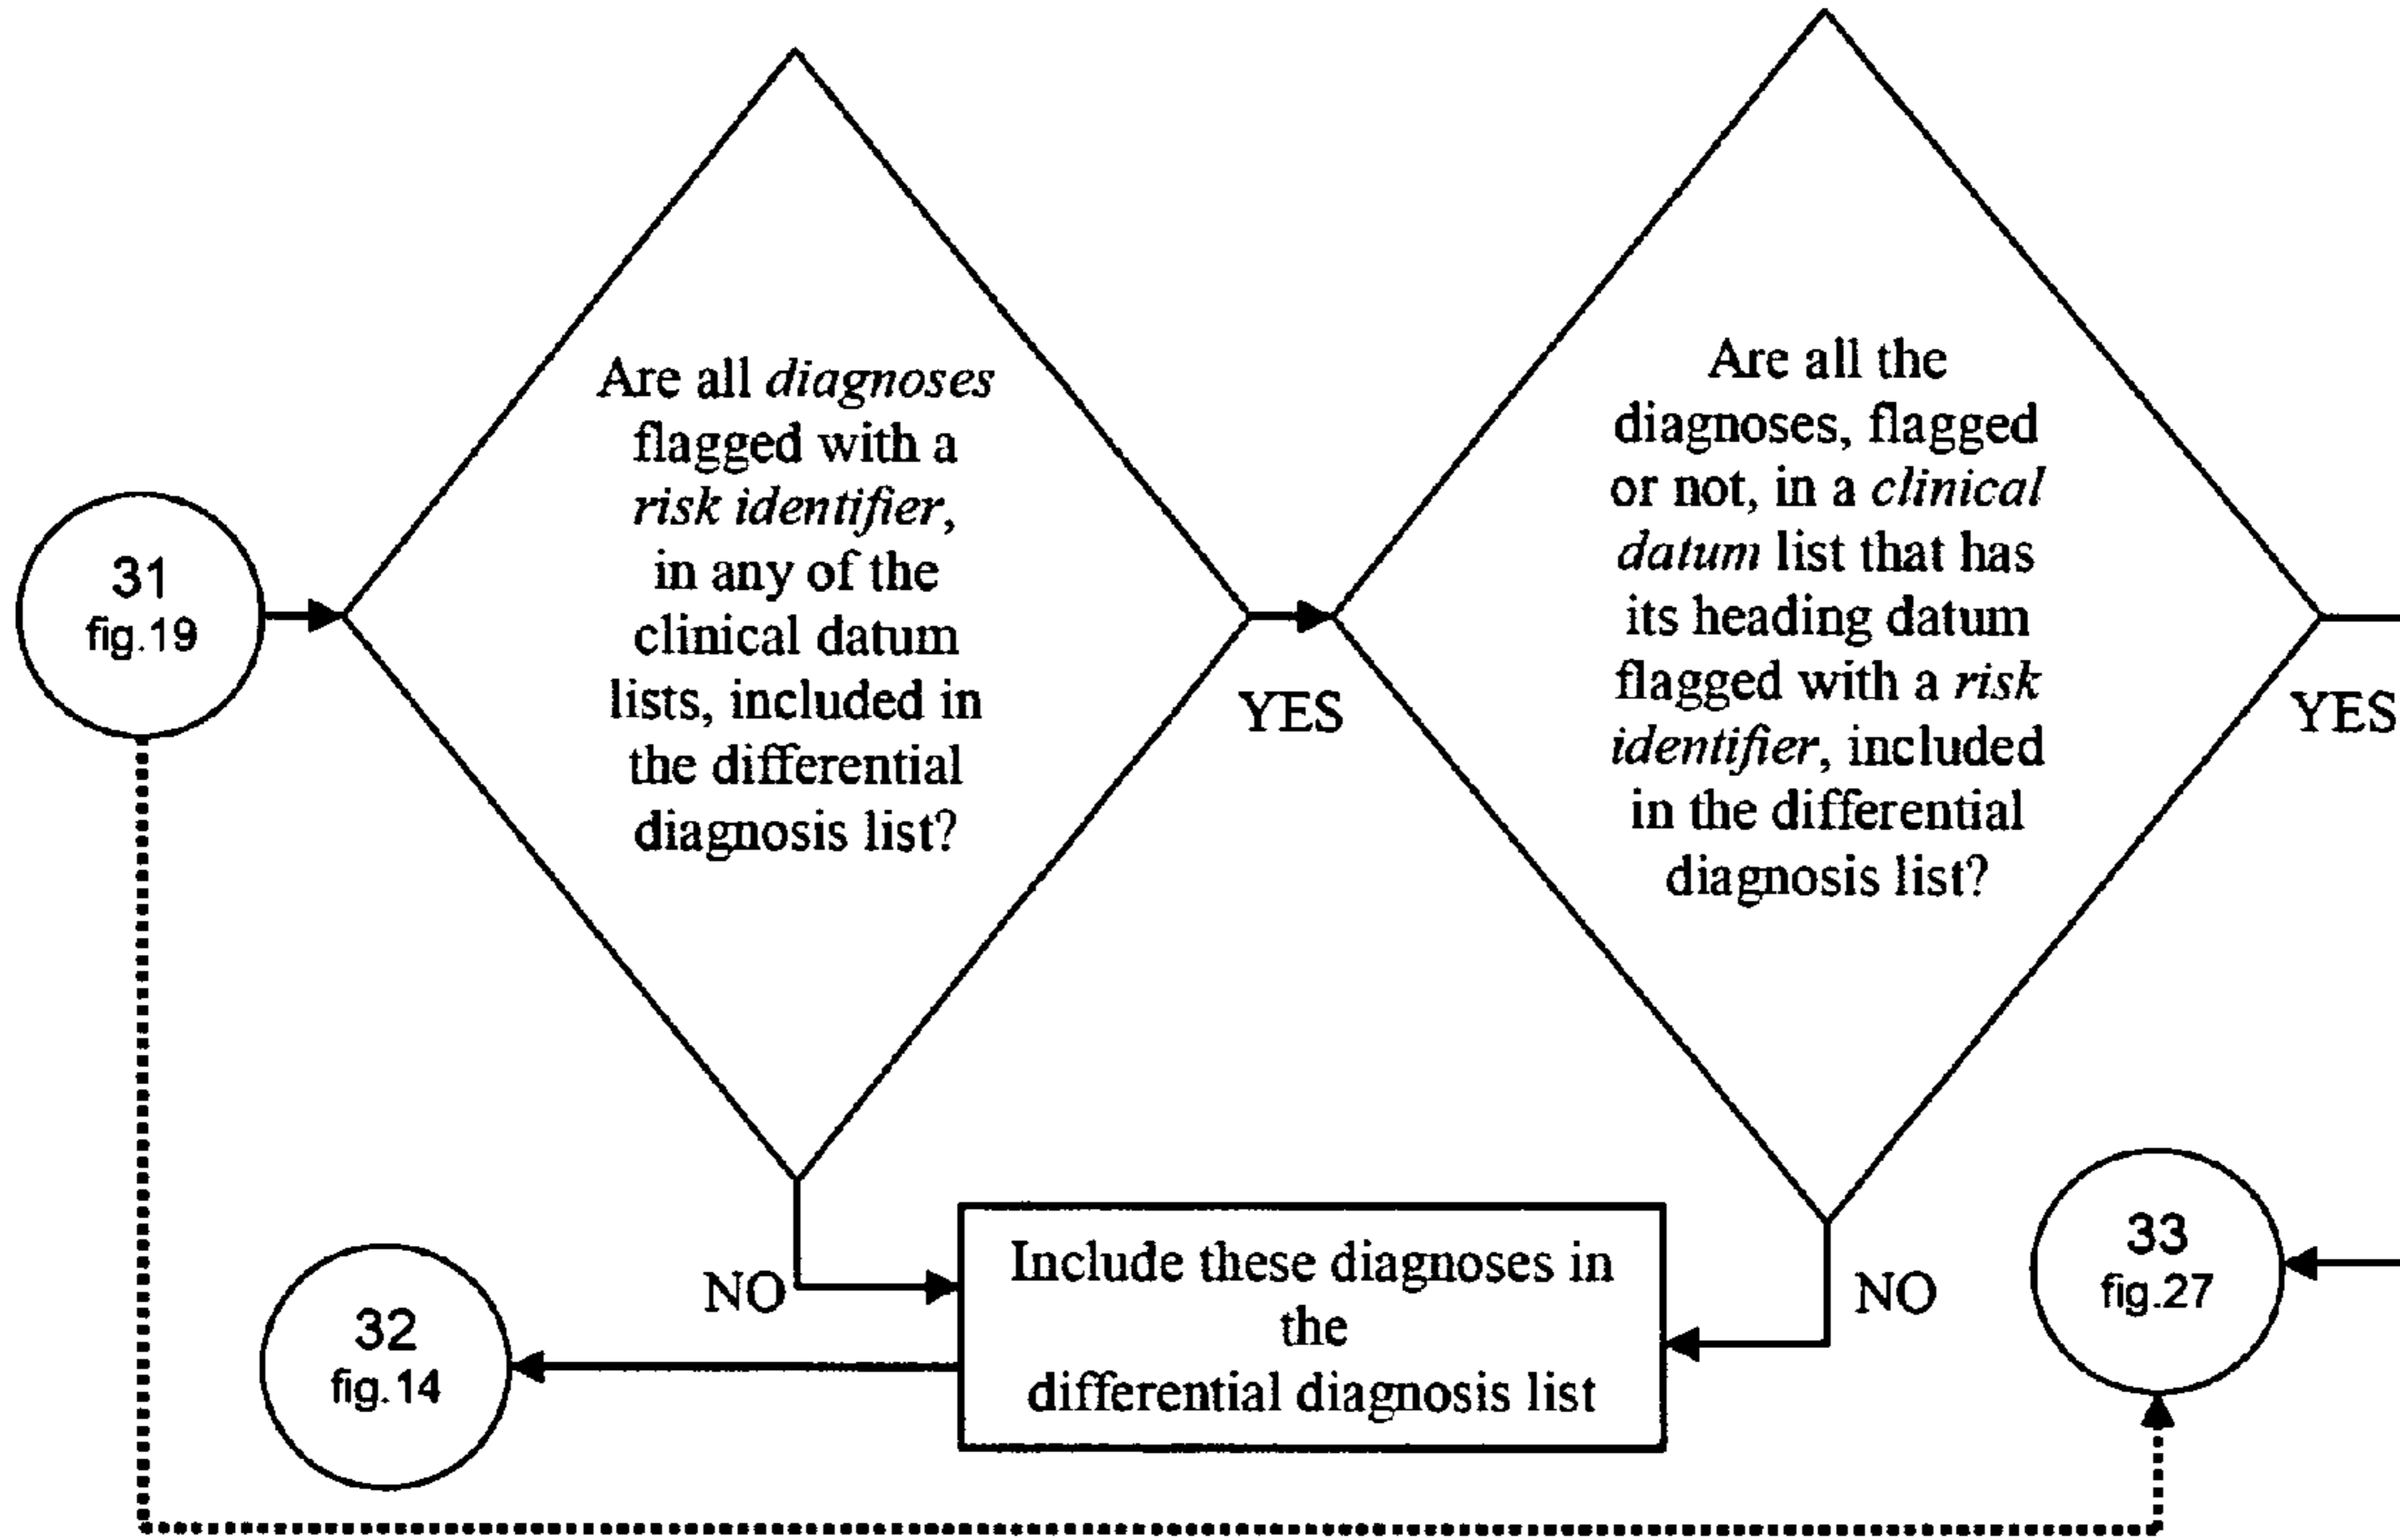 31
fig.19
Are all diagnoses
flagged with a
risk identifier,
in any of the
clinical datum
lists, included in
the differential
diagnosis list?
YES
Are all the
diagnoses, flagged
or not, in a clinical
datum list that has
its heading datum
flagged with a risk
identifier, included
in the differential
diagnosis list?
YES
NO
Include these diagnoses in
the
differential diagnosis list
NO
32
fig.14
33
fig.27